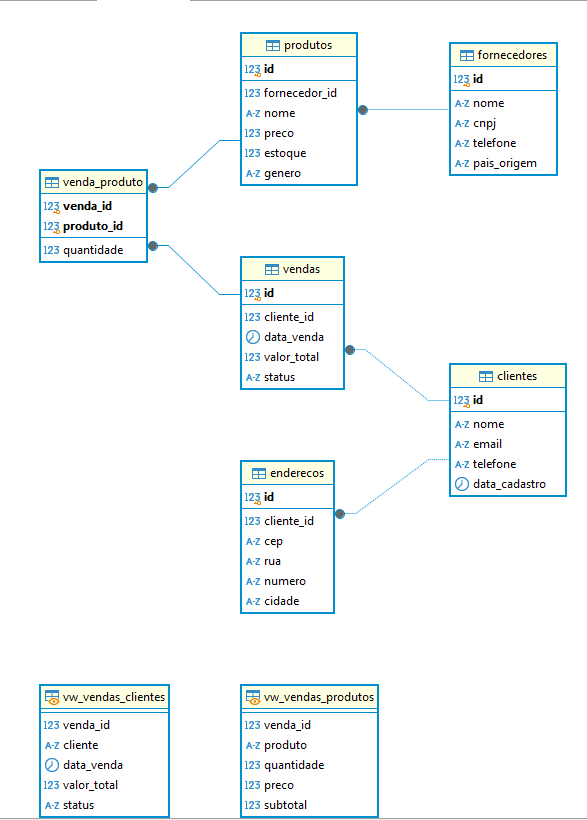 produtos
123 id
123 fornecedor_id
A-Z nome
123 preco
123 estoque
A-Z genero
fornecedores
123 id
A-Z nome
A-Z cnpj
A-Z telefone
A-Z pais_origem
venda_produto
123 venda_id
123 produto_id
123 quantidade
vendas
123 id
123 cliente_id
data_venda
123 valor_total
A-Z status
clientes
123 id
A-Z nome
A-Z email
A-Z telefone
data_cadastro
enderecos
123 id
123 cliente_id
A-Z cep
A-Z rua
A-Z numero
A-Z cidade
vw_vendas_clientes
123 venda_id
A-Z cliente
data_venda
123 valor_total
A-Z status
vw_vendas_produtos
123 venda_id
A-Z produto
123 quantidade
123 preco
123 subtotal